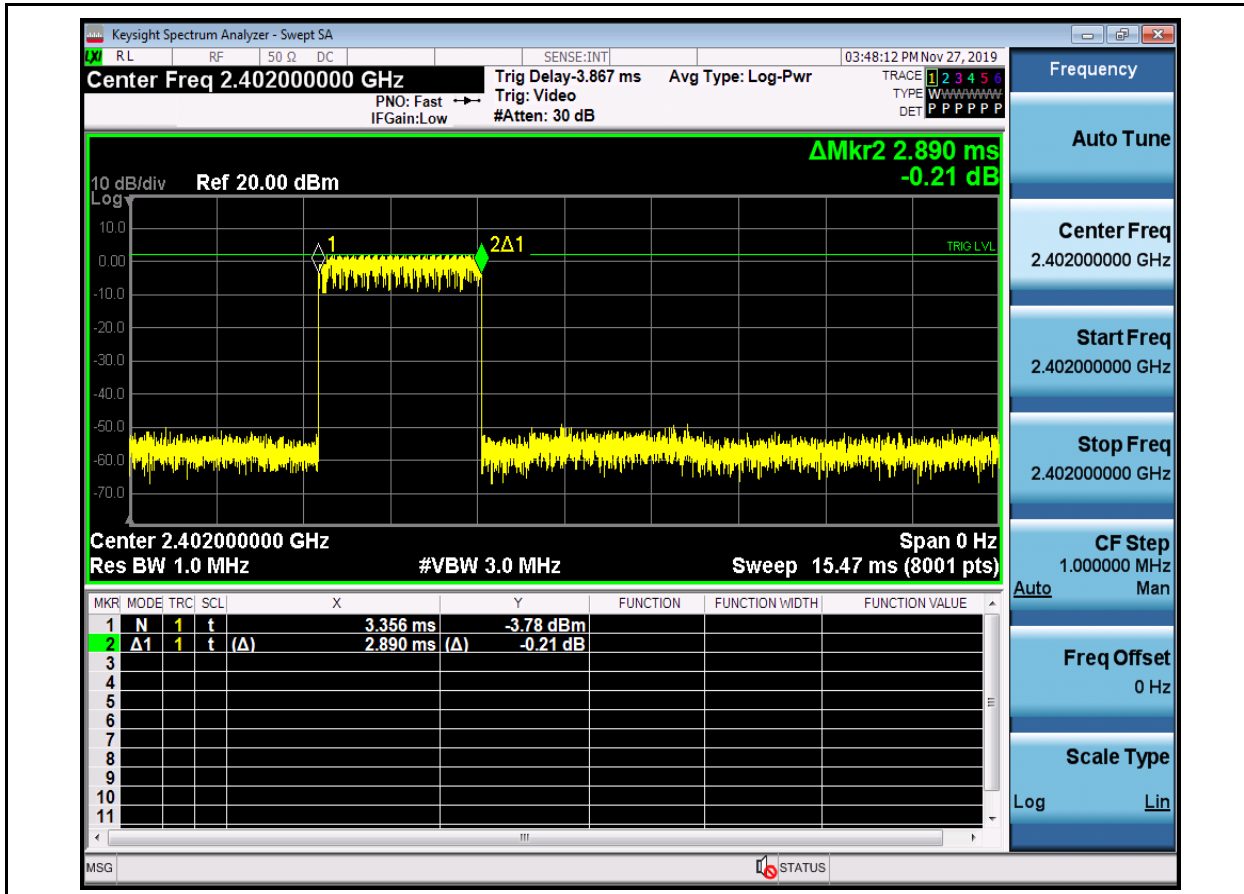 Keysight Spectrum Analyzer - Swept SA
LXI RL RF 50 Ω DC SENSE:INT 03:48:12 PM Nov 27, 2019
Center Freq 2.402000000 GHz
PNO: Fast
IFGain:Low
Trig Delay-3.867 ms
Trig: Video
#Atten: 30 dB
Avg Type: Log-Pwr
TRACE 1 2 3 4 5 6
TYPE WWWWWW
DET P P P P P P
ΔMkr2 2.890 ms
-0.21 dB
10 dB/div Ref 20.00 dBm
Log
10.0
0.00
-10.0
-20.0
-30.0
-40.0
-50.0
-60.0
-70.0
1
2Δ1
TRIG LVL
Center 2.402000000 GHz Span 0 Hz
Res BW 1.0 MHz #VBW 3.0 MHz Sweep 15.47 ms (8001 pts)
MKR MODE TRC SCL X Y FUNCTION FUNCTION WIDTH FUNCTION VALUE
1 N 1 t 3.356 ms -3.78 dBm
2 Δ1 1 t (Δ) 2.890 ms (Δ) -0.21 dB
3
4
5
6
7
8
9
10
11
MSG STATUS
Frequency
Auto Tune
Center Freq
2.402000000 GHz
Start Freq
2.402000000 GHz
Stop Freq
2.402000000 GHz
CF Step
1.000000 MHz
Auto Man
Freq Offset
0 Hz
Scale Type
Log Lin